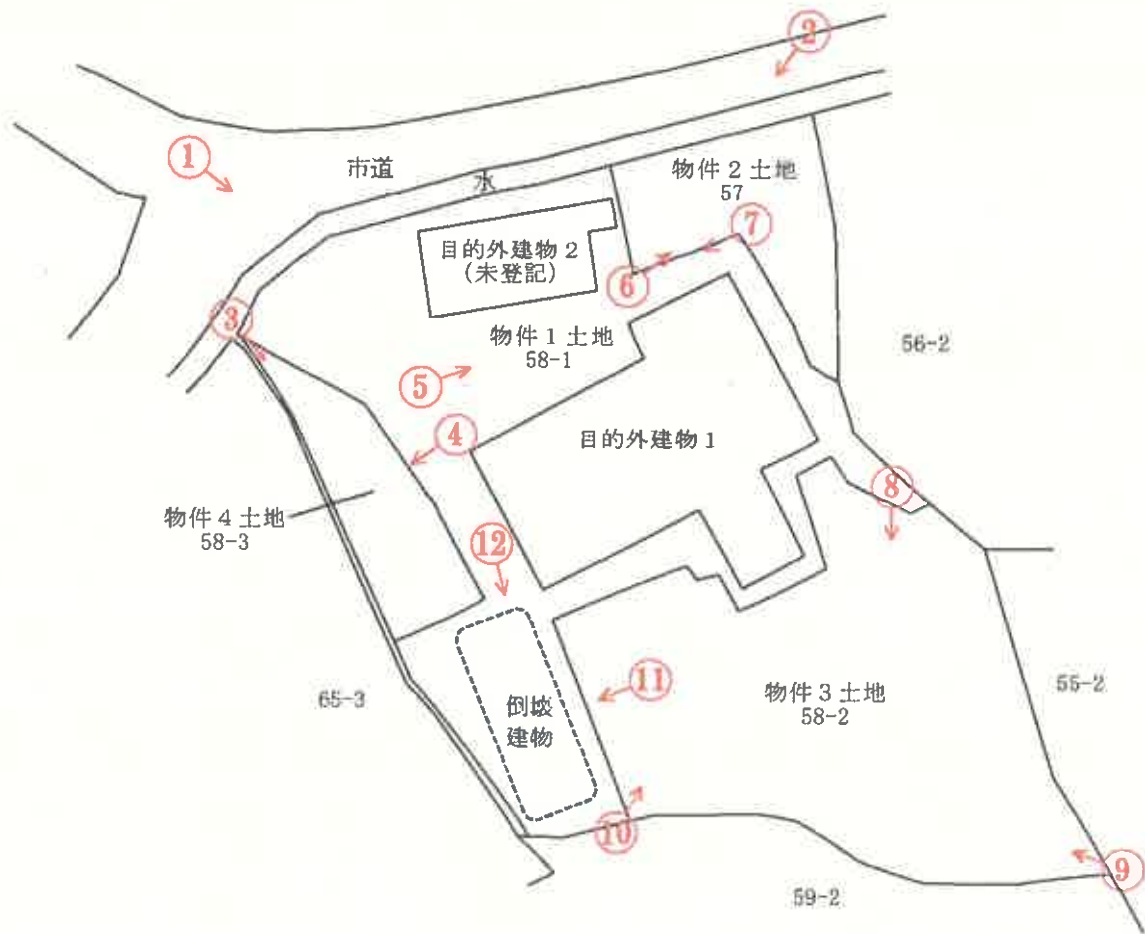 ②
①
市道
水
物件2土地
57
⑦
目的外建物2
(未登記)
⑥
③
物件1土地
58-1
56-2
⑤
④
目的外建物1
⑧
物件4土地
58-3
⑫
⑪
65-3
物件3土地
58-2
55-2
倒壊
建物
⑩
⑨
59-2